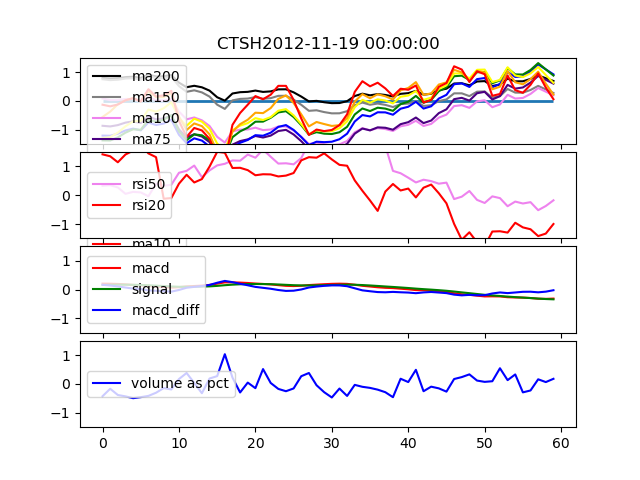 CTSH2012-11-19 00:00:00
1
0
−1
ma200
ma150
ma100
ma75
1
0
−1
rsi50
rsi20
ma10
1
0
−1
macd
signal
macd_diff
1
0
−1
volume as pct
0 10 20 30 40 50 60